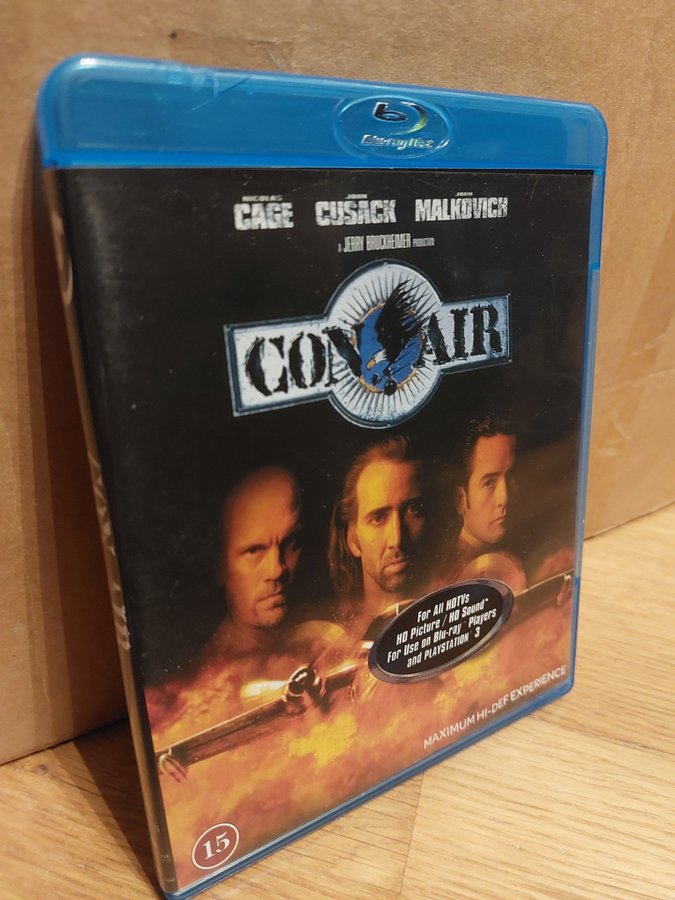 Blu-ray Disc
NICOLAS JOHN JOHN
CAGE CUSACK MALKOVICH
A JERRY BRUCKHEIMER PRODUCTION
CON AIR
For All HDTVs
HD Picture / HD Sound*
For Use on Blu-ray™ Players
and PLAYSTATION® 3
MAXIMUM HI-DEF EXPERIENCE
15